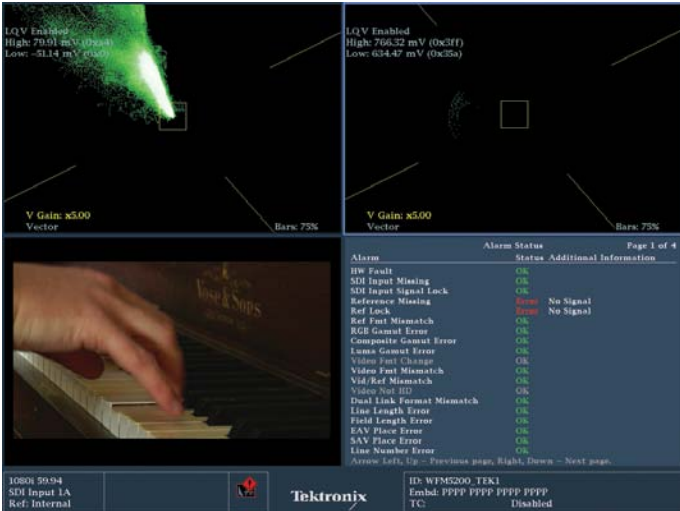 LQV Enabled
High: 79.91 mV (0xa4)
Low: -51.14 mV (0x0)
V Gain: x5.00
Vector
Bars: 75%
LQV Enabled
High: 766.32 mV (0x3ff)
Low: 634.47 mV (0x35a)
V Gain: x5.00
Vector
Bars: 75%
VOSE & SONS
Alarm Status Page 1 of 4
Alarm Status Additional Information
HW Fault OK
SDI Input Missing OK
SDI Input Signal Lock OK
Reference Missing Error No Signal
Ref Lock Error No Signal
Ref Fmt Mismatch OK
RGB Gamut Error OK
Composite Gamut Error OK
Luma Gamut Error OK
Video Fmt Change OK
Video Fmt Mismatch OK
Vid/Ref Mismatch OK
Video Not HD OK
Dual Link Format Mismatch OK
Line Length Error OK
Field Length Error OK
EAV Place Error OK
SAV Place Error OK
Line Number Error OK
Arrow Left, Up - Previous page, Right, Down - Next page.
1080i 59.94
SDI Input 1A
Ref: Internal
Tektronix
ID: WFM5200_TEK1
Embd: PPPP PPPP PPPP PPPP
TC: Disabled